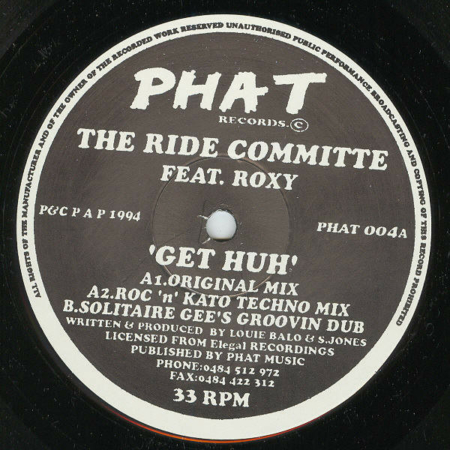 ALL RIGHTS OF THE MANUFACTURER AND OF THE OWNER OF THE RECORDED WORK RESERVED UNAUTHORISED PUBLIC PERFORMANCE BROADCASTING AND COPYING OF THIS RECORD PROHIBITED
PHAT
RECORDS.©
THE RIDE COMMITTE
FEAT. ROXY
P&C P A P 1994
PHAT 004A
'GET HUH'
A1.ORIGINAL MIX
A2.ROC 'n' KATO TECHNO MIX
B.SOLITAIRE GEE'S GROOVIN DUB
WRITTEN & PRODUCED BY LOUIE BALO & S.JONES
LICENSED FROM Elegal RECORDINGS
PUBLISHED BY PHAT MUSIC
PHONE:0484 512 972
FAX:0484 422 312
33 RPM